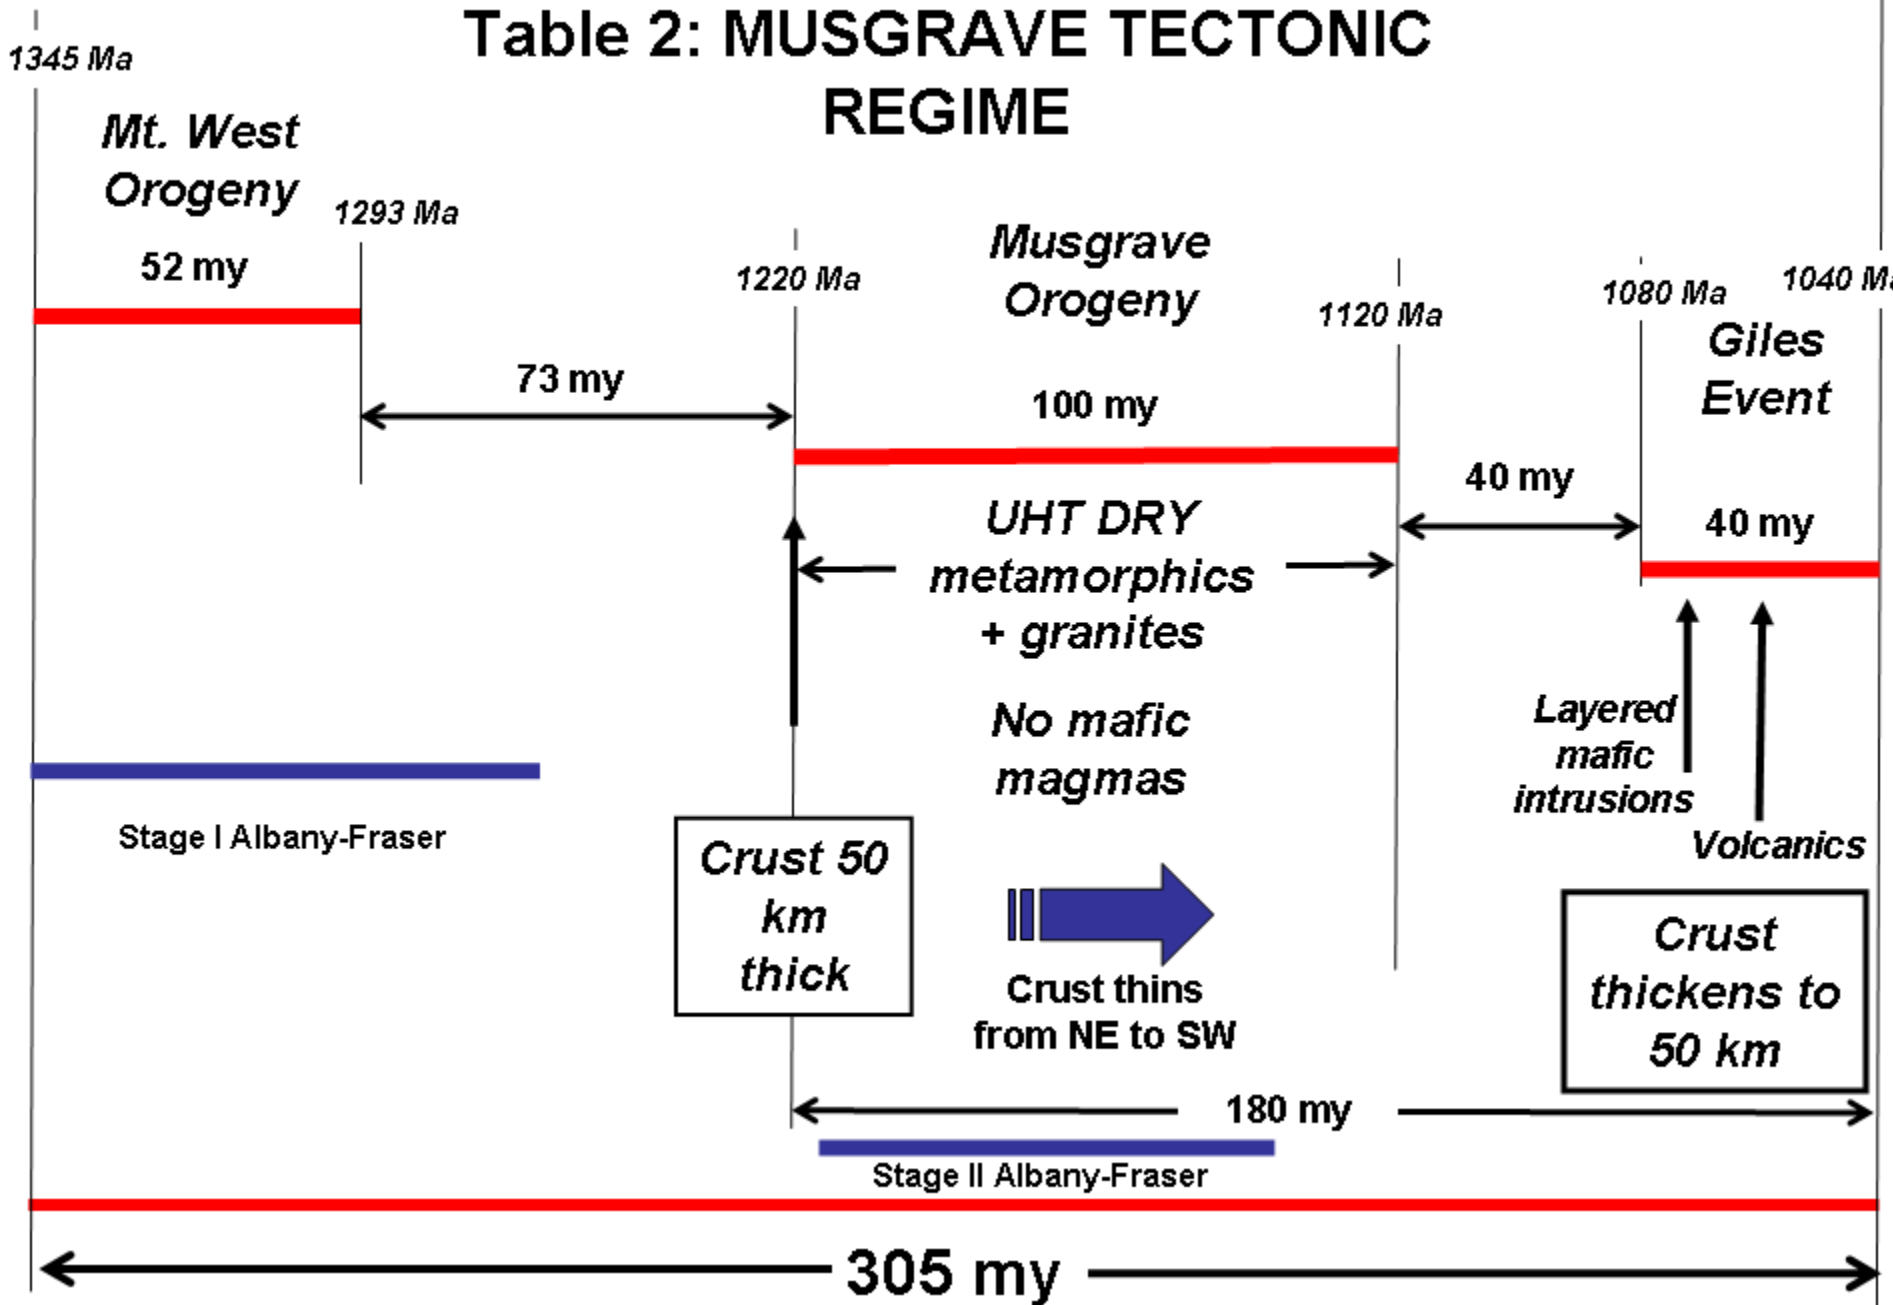 Table 2: MUSGRAVE TECTONIC
REGIME
1345 Ma
Mt. West
Orogeny
1293 Ma
52 my
73 my
1220 Ma
Musgrave
Orogeny
1120 Ma
100 my
1080 Ma
1040 Ma
Giles
Event
40 my
40 my
UHT DRY
metamorphics
+ granites
No mafic
magmas
Layered
mafic
intrusions
Volcanics
Stage I Albany-Fraser
Crust 50
km
thick
Crust thins
from NE to SW
Crust
thickens to
50 km
180 my
Stage II Albany-Fraser
305 my